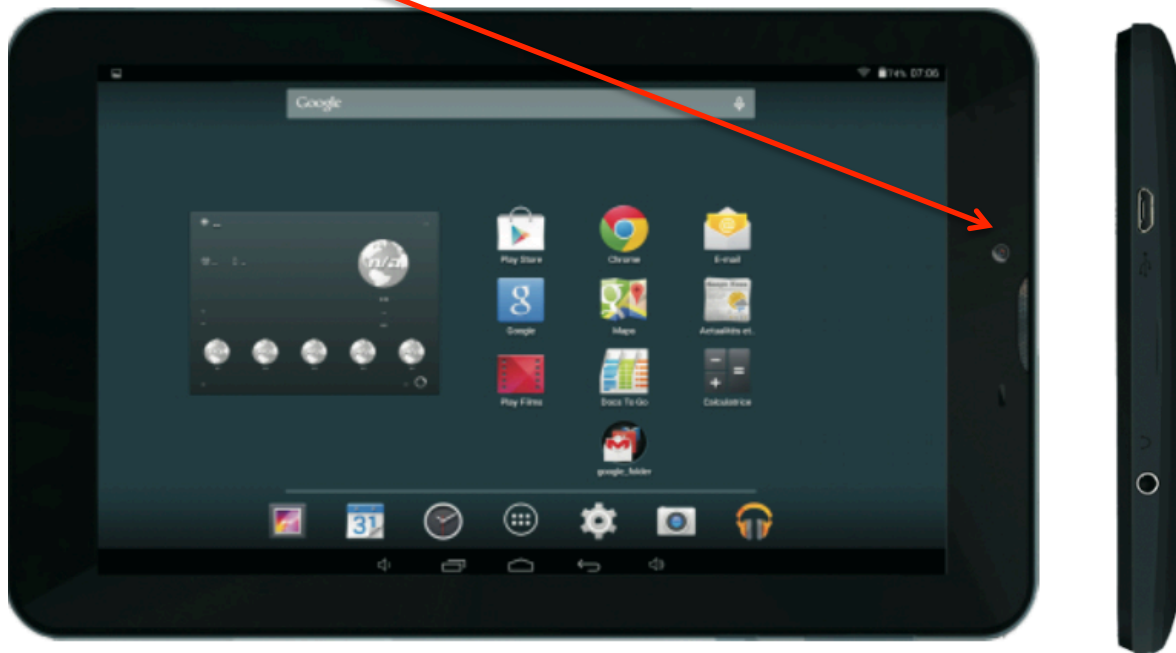 74% 07:06
Google
n/a
Play Store
Chrome
E-mail
8
Google
Maps
Actualités et..
Play Films
Docs To Go
Calculatrice
google_folder
31